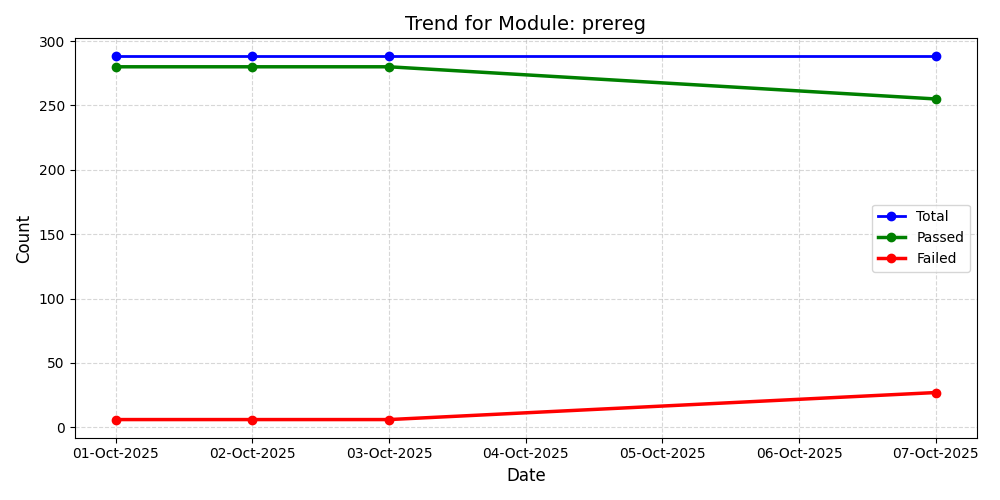 Trend for Module: prereg
300
250
200
150
100
50
0
Count
Total
Passed
Failed
01-Oct-2025 02-Oct-2025 03-Oct-2025 04-Oct-2025 05-Oct-2025 06-Oct-2025 07-Oct-2025
Date